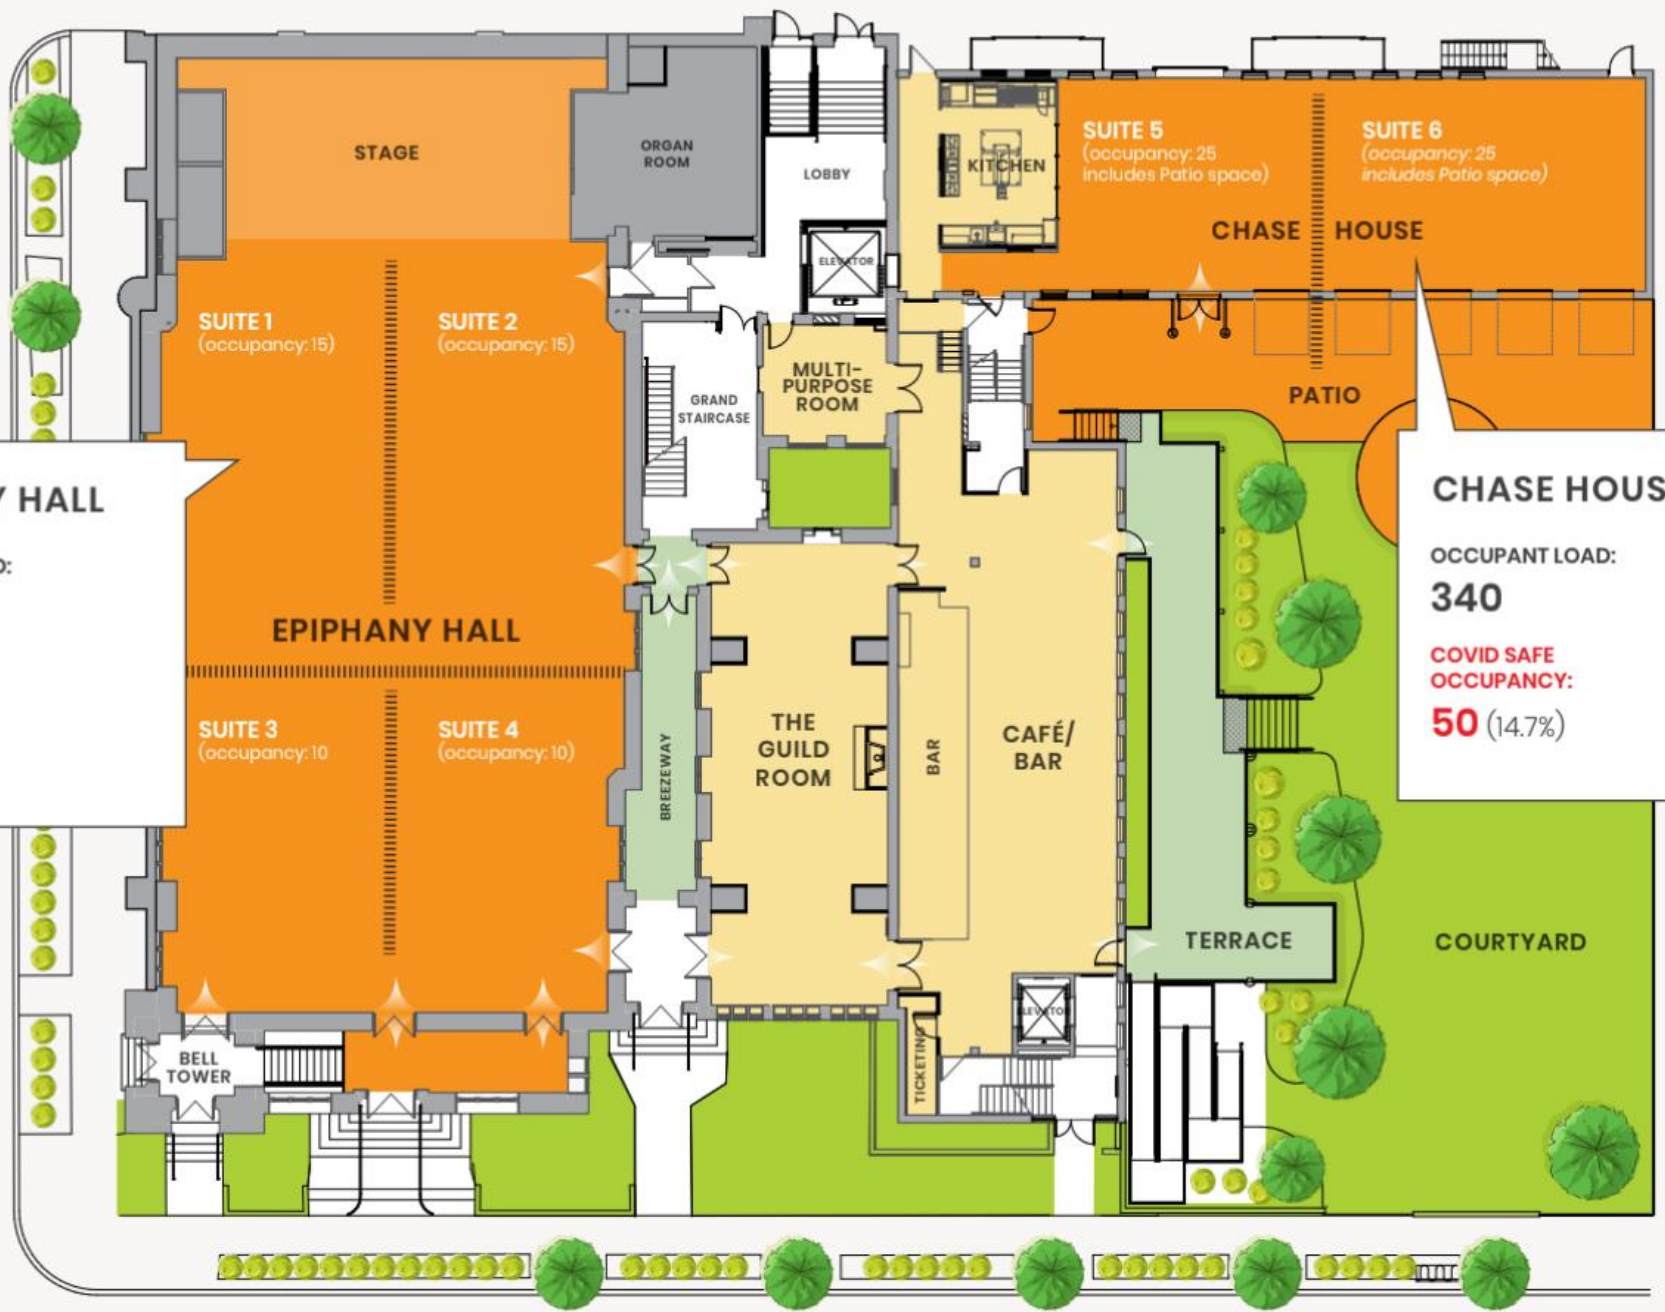 STAGE
ORGAN
ROOM
LOBBY
ELEVATOR
KITCHEN
SUITE 5
(occupancy: 25
includes Patio space)
SUITE 6
(occupancy: 25
includes Patio space)
CHASE HOUSE
SUITE 1
(occupancy: 15)
SUITE 2
(occupancy: 15)
MULTI-
PURPOSE
ROOM
GRAND
STAIRCASE
PATIO
Y HALL
D:
CHASE HOUS
OCCUPANT LOAD:
340
COVID SAFE
OCCUPANCY:
50 (14.7%)
EPIPHANY HALL
SUITE 3
(occupancy: 10
SUITE 4
(occupancy: 10)
BREEZEWAY
THE
GUILD
ROOM
BAR
CAFÉ/
BAR
TERRACE
COURTYARD
ELEVATOR
BELL
TOWER
TICKETING